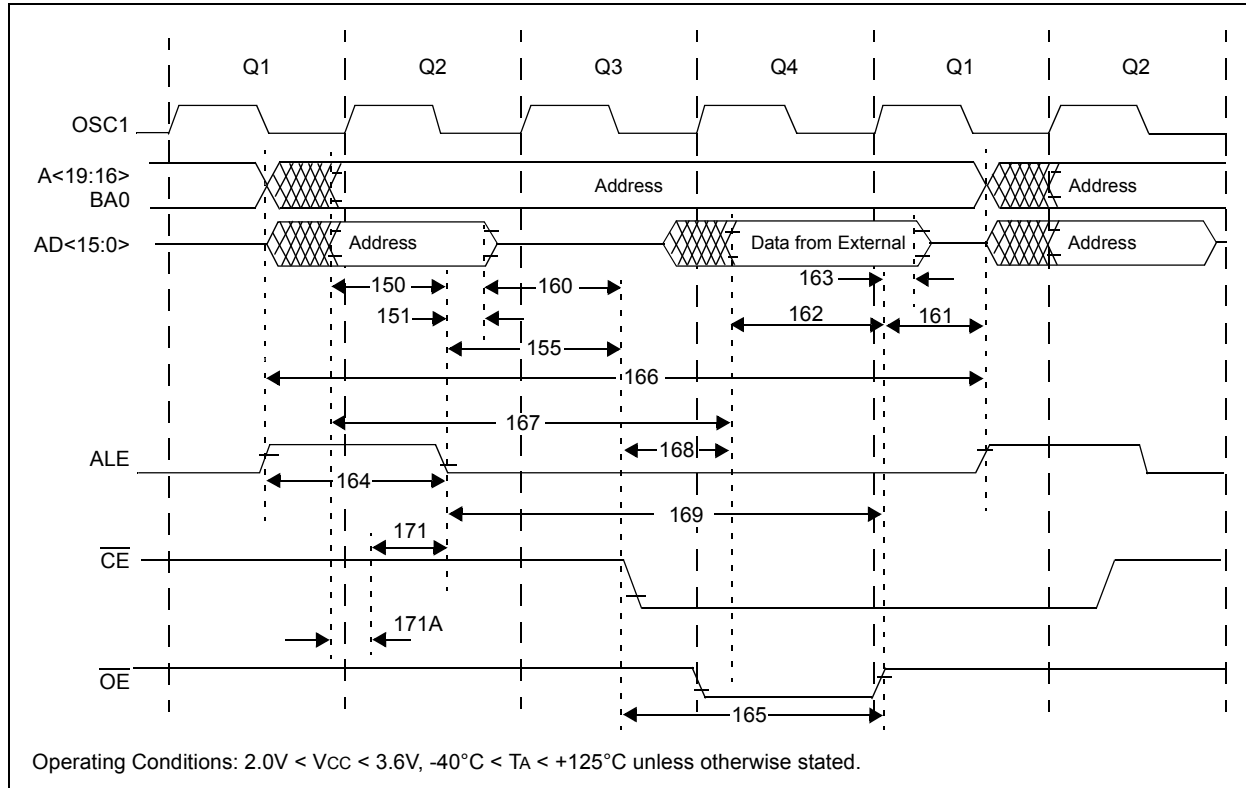 Q1 Q2 Q3 Q4 Q1 Q2
OSC1
A<19:16>
BA0
Address
Address
AD<15:0>
Address
Data from External
Address
150
160
163
151
162
161
155
166
167
168
ALE
164
169
171
CE
171A
OE
165
Operating Conditions: 2.0V < VCC < 3.6V, -40°C < TA < +125°C unless otherwise stated.